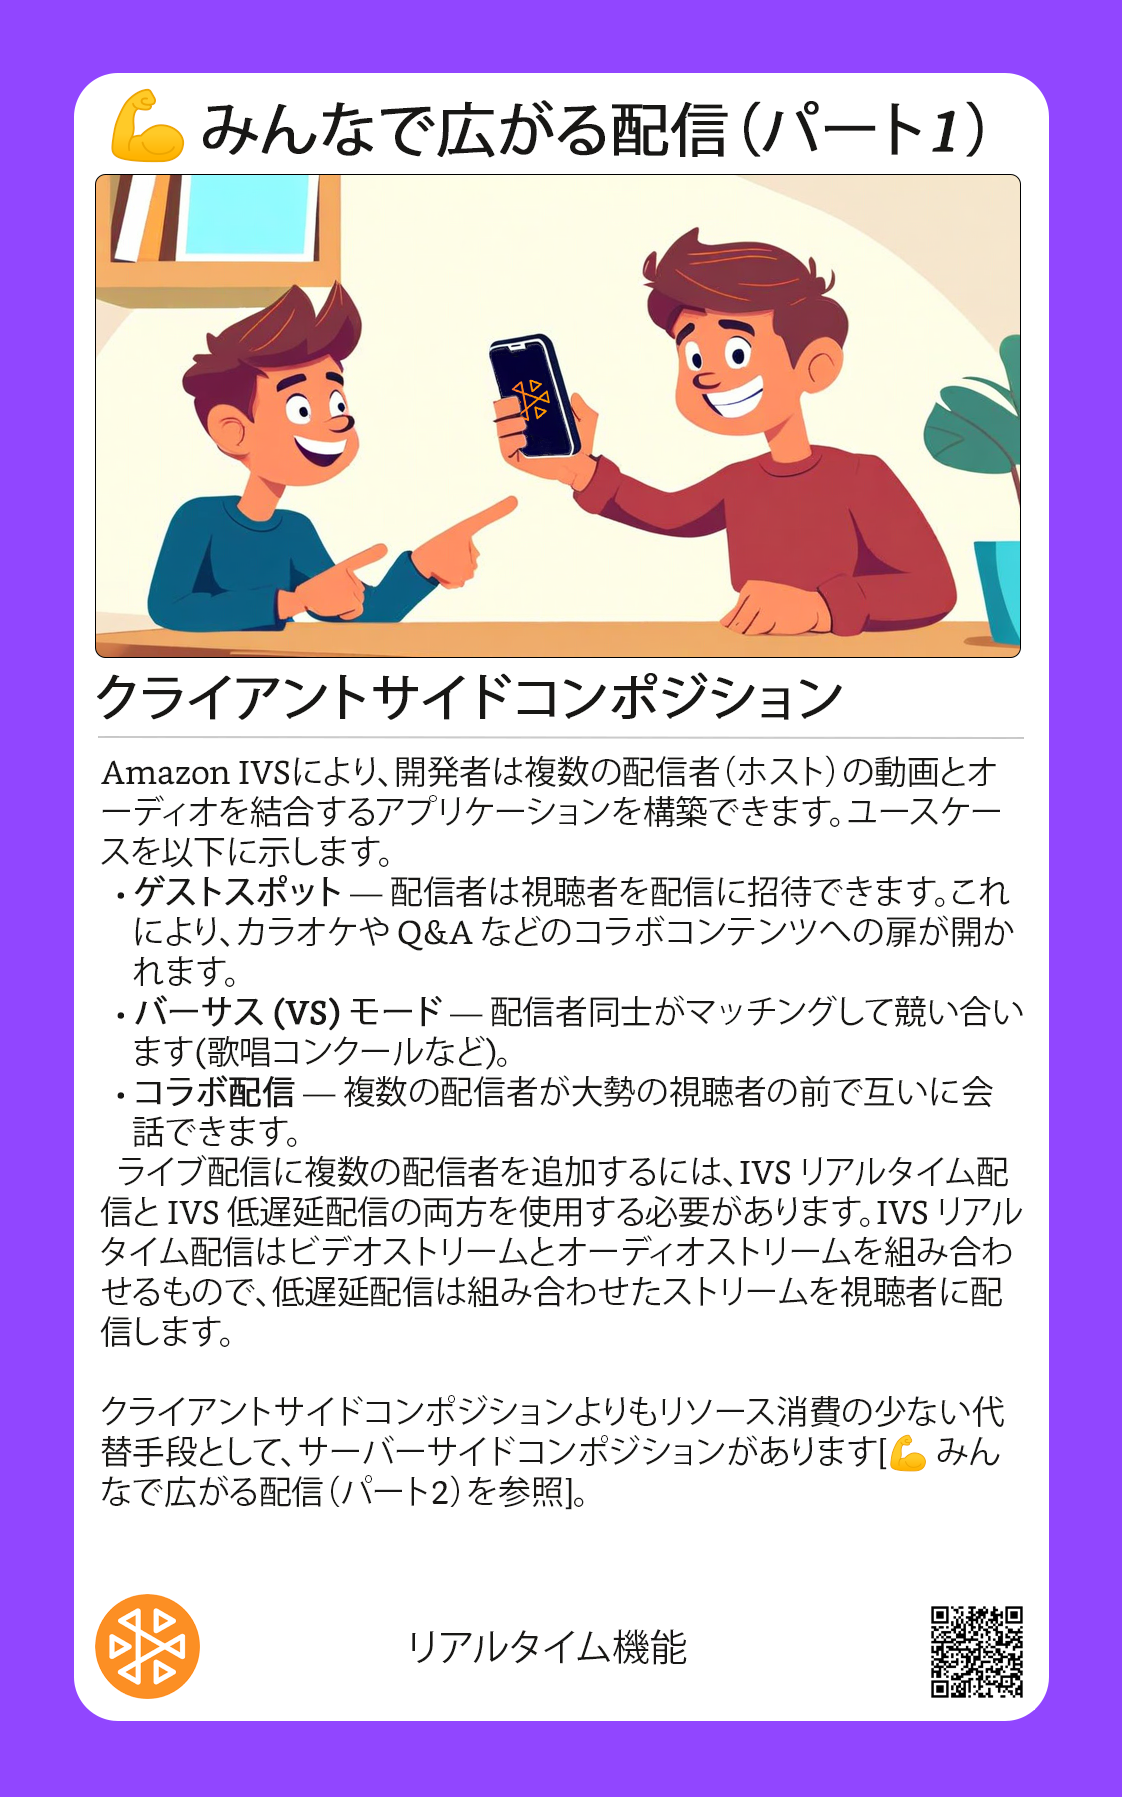 💪 みんなで広がる配信（パート1）
クライアントサイドコンポジション
Amazon IVSにより、開発者は複数の配信者（ホスト）の動画とオ
ーディオを結合するアプリケーションを構築できます。ユースケー
スを以下に示します。
• ゲストスポット — 配信者は視聴者を配信に招待できます。これ
により、カラオケや Q&A などのコラボコンテンツへの扉が開か
れます。
• バーサス (VS) モード — 配信者同士がマッチングして競い合い
ます(歌唱コンクールなど)。
• コラボ配信 — 複数の配信者が大勢の視聴者の前で互いに会
話できます。
ライブ配信に複数の配信者を追加するには、IVS リアルタイム配
信と IVS 低遅延配信の両方を使用する必要があります。IVS リアル
タイム配信はビデオストリームとオーディオストリームを組み合わ
せるもので、低遅延配信は組み合わせたストリームを視聴者に配
信します。
クライアントサイドコンポジションよりもリソース消費の少ない代
替手段として、サーバーサイドコンポジションがあります[💪 みん
なで広がる配信（パート2）を参照]。
リアルタイム機能